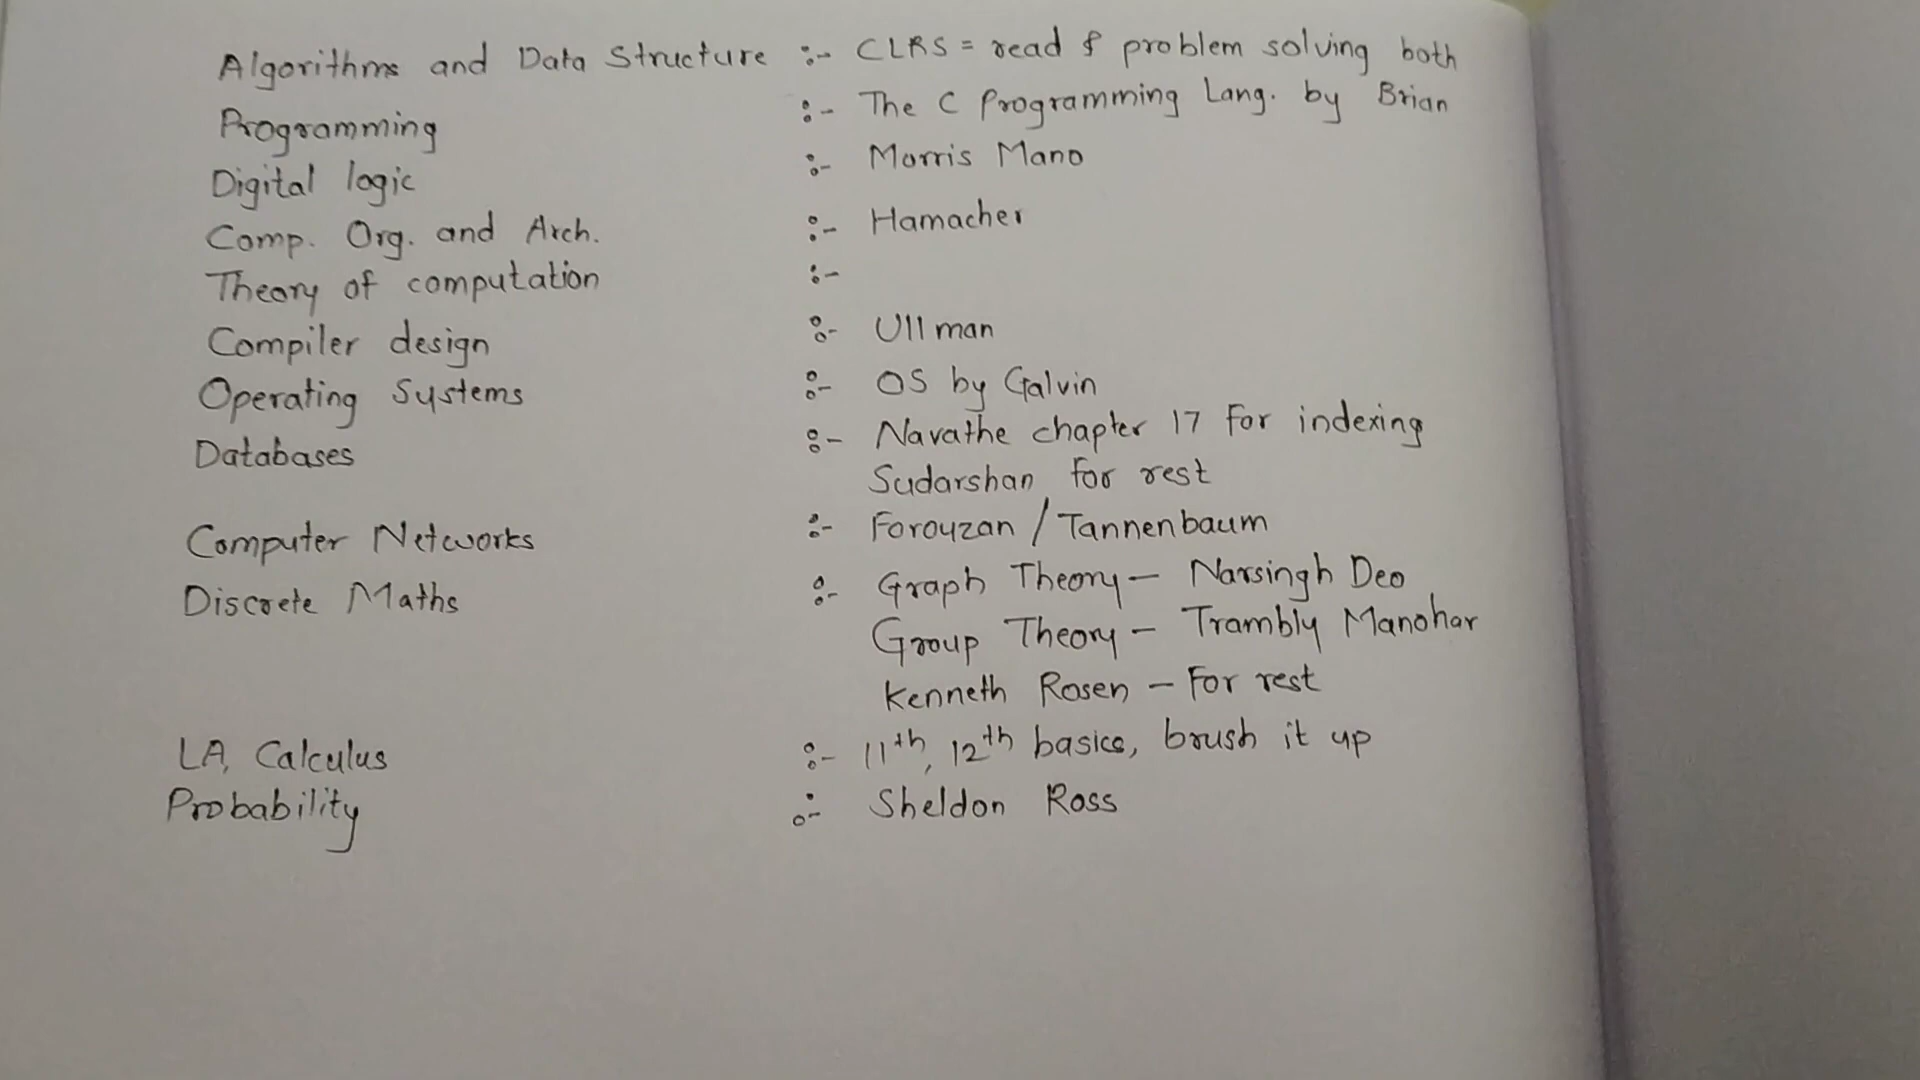 Algorithms and Data Structure :- CLRS = read & problem solving both
Programming :- The C Programming Lang. by Brian
Digital logic :- Morris Mano
Comp. Org. and Arch. :- Hamacher
Theory of computation :-
Compiler design :- Ullman
Operating Systems :- OS by Galvin
Databases :- Navathe chapter 17 for indexing
Sudarshan for rest
Computer Networks :- Forouzan / Tannenbaum
Discrete Maths :- Graph Theory - Narsingh Deo
Group Theory - Trambly Manohar
Kenneth Rosen - For rest
LA, Calculus :- 11th, 12th basics, brush it up
Probability :- Sheldon Ross